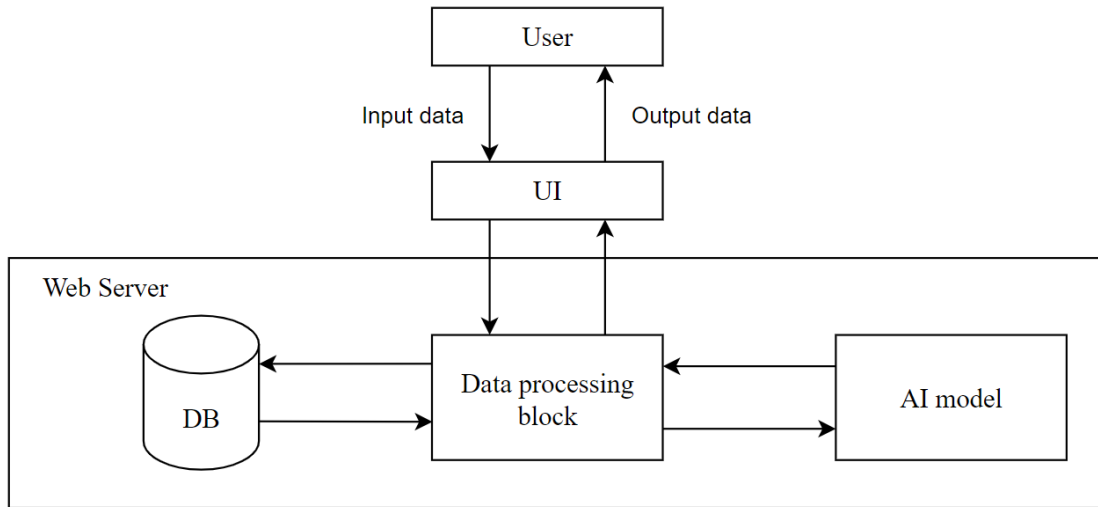 User
Input data
Output data
UI
Web Server
DB
Data processing
block
AI model